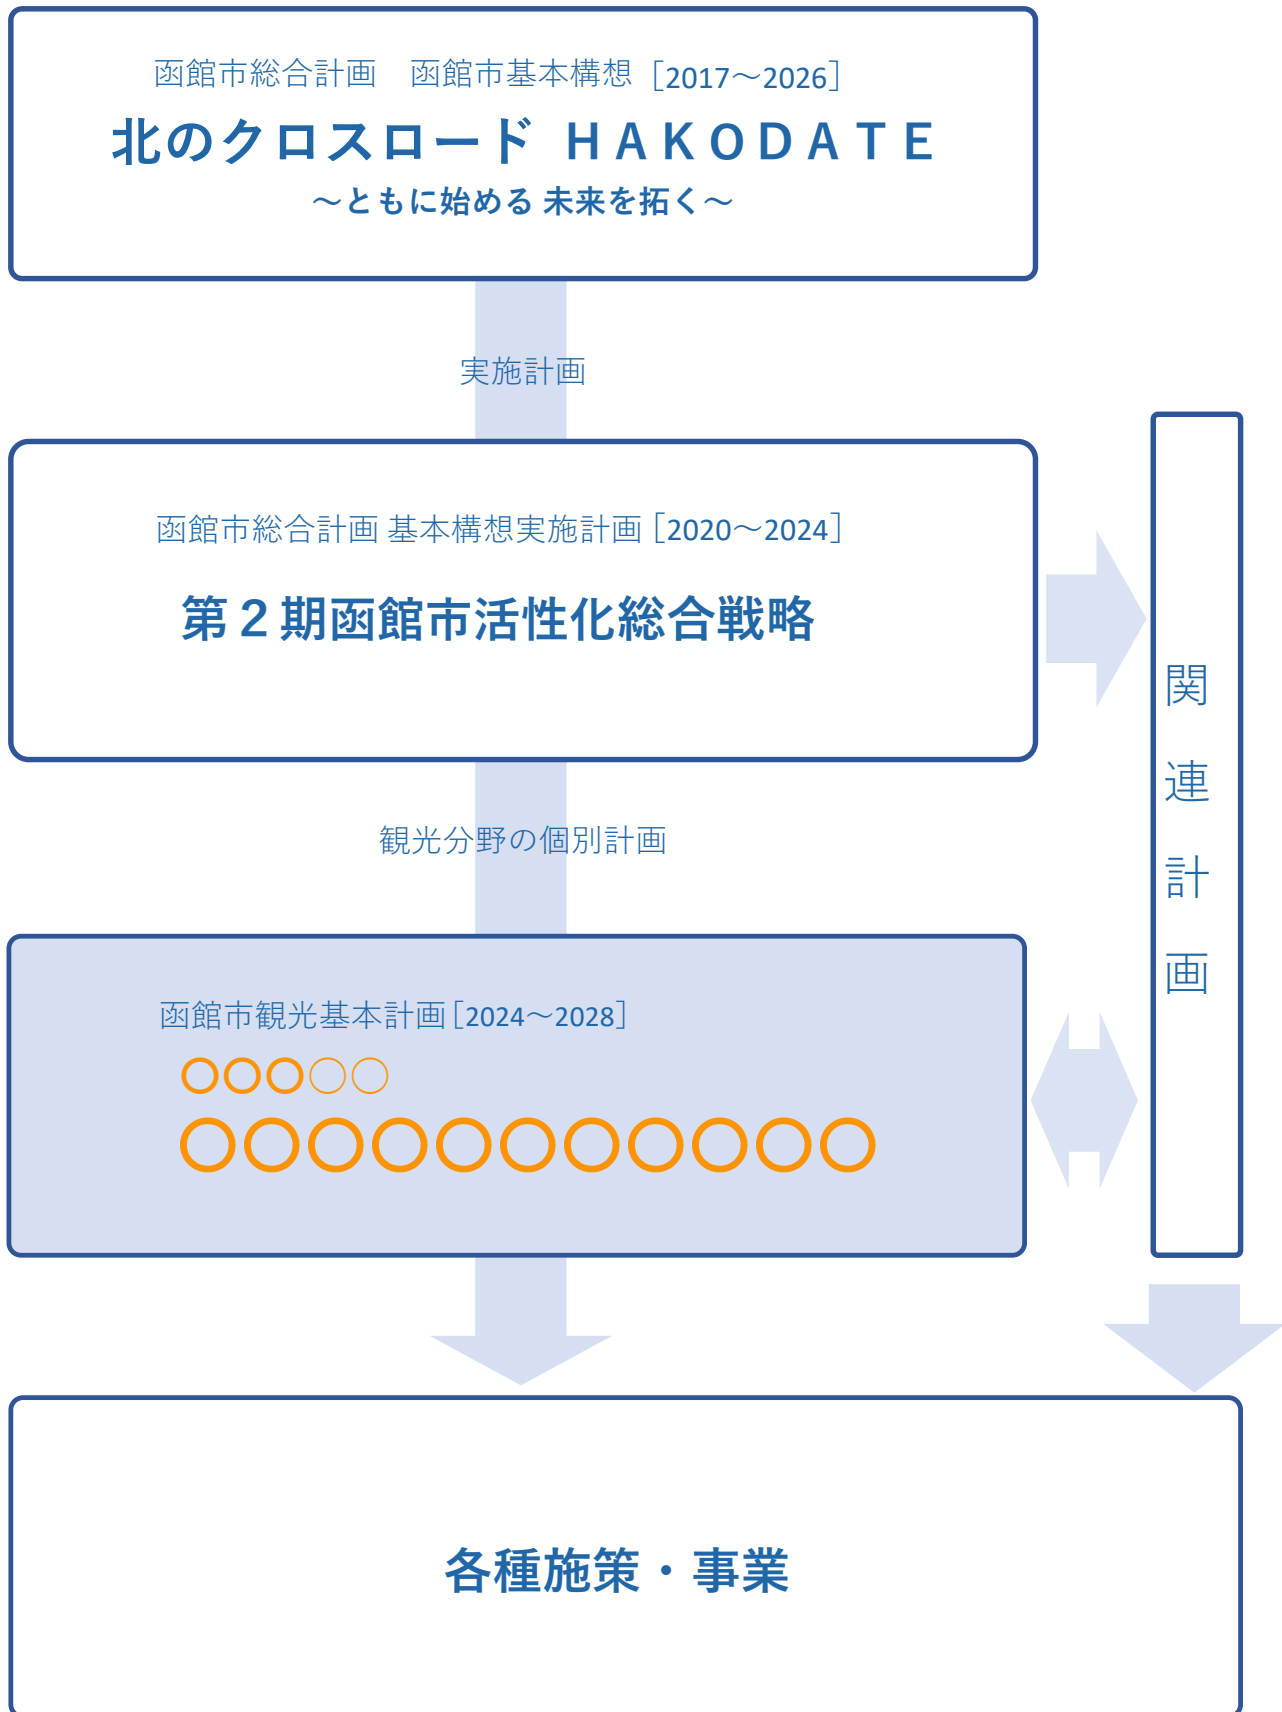 函館市総合計画　函館市基本構想［2017～2026］
北のクロスロード ＨＡＫＯＤＡＴＥ
～ともに始める 未来を拓く～
実施計画
函館市総合計画 基本構想実施計画［2020～2024］
第２期函館市活性化総合戦略
関連計画
観光分野の個別計画
函館市観光基本計画［2024～2028］
○○○○○
○○○○○○○○○○○
各種施策・事業